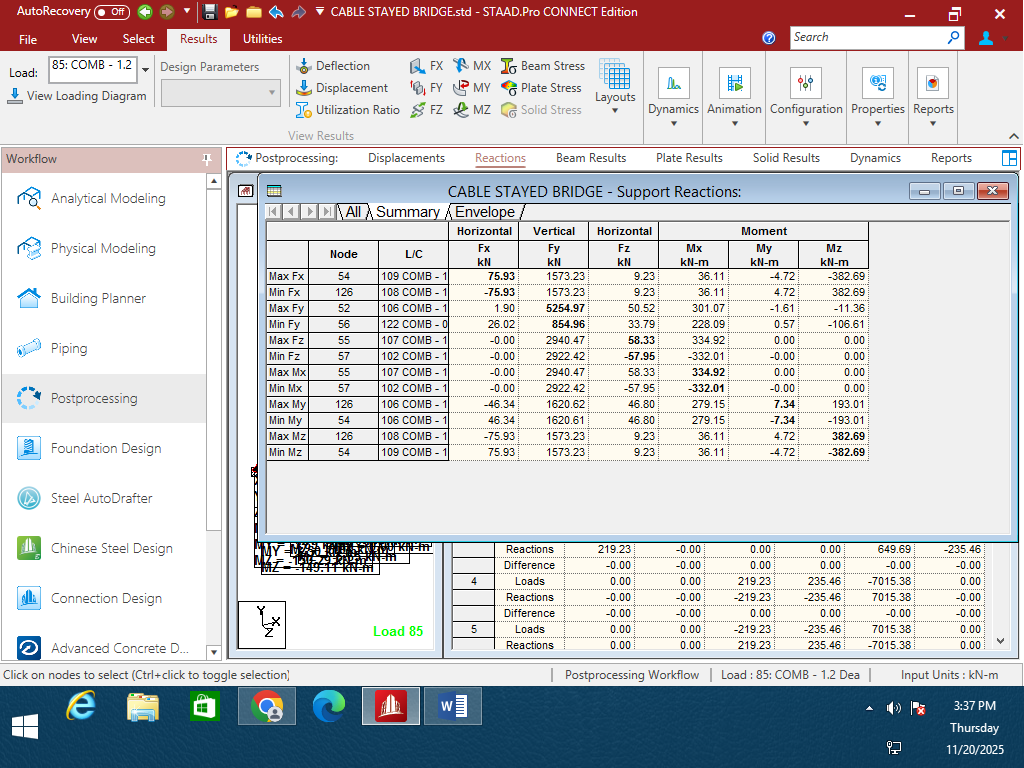 AutoRecovery Off CABLE STAYED BRIDGE.std - STAAD.Pro CONNECT Edition
File View Select Results Utilities Search
Load: 85: COMB - 1.2 Design Parameters
View Loading Diagram
Deflection FX MX Beam Stress
Displacement FY MY Plate Stress
Utilization Ratio FZ MZ Solid Stress
Layouts Dynamics Animation Configuration Properties Reports
View Results
Workflow
Postprocessing: Displacements Reactions Beam Results Plate Results Solid Results Dynamics Reports
Analytical Modeling
Physical Modeling
Building Planner
Piping
Postprocessing
Foundation Design
Steel AutoDrafter
Chinese Steel Design
Connection Design
Advanced Concrete D...
CABLE STAYED BRIDGE - Support Reactions:
All Summary Envelope
Horizontal Vertical Horizontal Moment
Node L/C Fx kN Fy kN Fz kN Mx kN-m My kN-m Mz kN-m
Max Fx 54 109 COMB - 1 75.93 1573.23 9.23 36.11 -4.72 -382.69
Min Fx 126 108 COMB - 1 -75.93 1573.23 9.23 36.11 4.72 382.69
Max Fy 52 106 COMB - 1 1.90 5254.97 50.52 301.07 -1.61 -11.36
Min Fy 56 122 COMB - 0 26.02 854.96 33.79 228.09 0.57 -106.61
Max Fz 55 107 COMB - 1 -0.00 2940.47 58.33 334.92 0.00 0.00
Min Fz 57 102 COMB - 1 -0.00 2922.42 -57.95 -332.01 -0.00 0.00
Max Mx 55 107 COMB - 1 -0.00 2940.47 58.33 334.92 0.00 0.00
Min Mx 57 102 COMB - 1 -0.00 2922.42 -57.95 -332.01 -0.00 0.00
Max My 126 106 COMB - 1 -46.34 1620.62 46.80 279.15 7.34 193.01
Min My 54 106 COMB - 1 46.34 1620.61 46.80 279.15 -7.34 -193.01
Max Mz 126 108 COMB - 1 -75.93 1573.23 9.23 36.11 4.72 382.69
Min Mz 54 109 COMB - 1 75.93 1573.23 9.23 36.11 -4.72 -382.69
MZ = -149.11 kN-m
Y
X
Z
Load 85
Reactions 219.23 -0.00 0.00 0.00 649.69 -235.46
Difference -0.00 -0.00 0.00 0.00 -0.00 -0.00
4 Loads 0.00 0.00 219.23 235.46 -7015.38 0.00
Reactions 0.00 0.00 -219.23 -235.46 7015.38 0.00
Difference 0.00 0.00 -0.00 0.00 -0.00 0.00
5 Loads 0.00 0.00 -219.23 -235.46 7015.38 0.00
Reactions 0.00 0.00 219.23 235.46 -7015.38 0.00
Click on nodes to select (Ctrl+click to toggle selection) Postprocessing Workflow Load : 85: COMB - 1.2 Dea Input Units : kN-m
3:37 PM
Thursday
11/20/2025